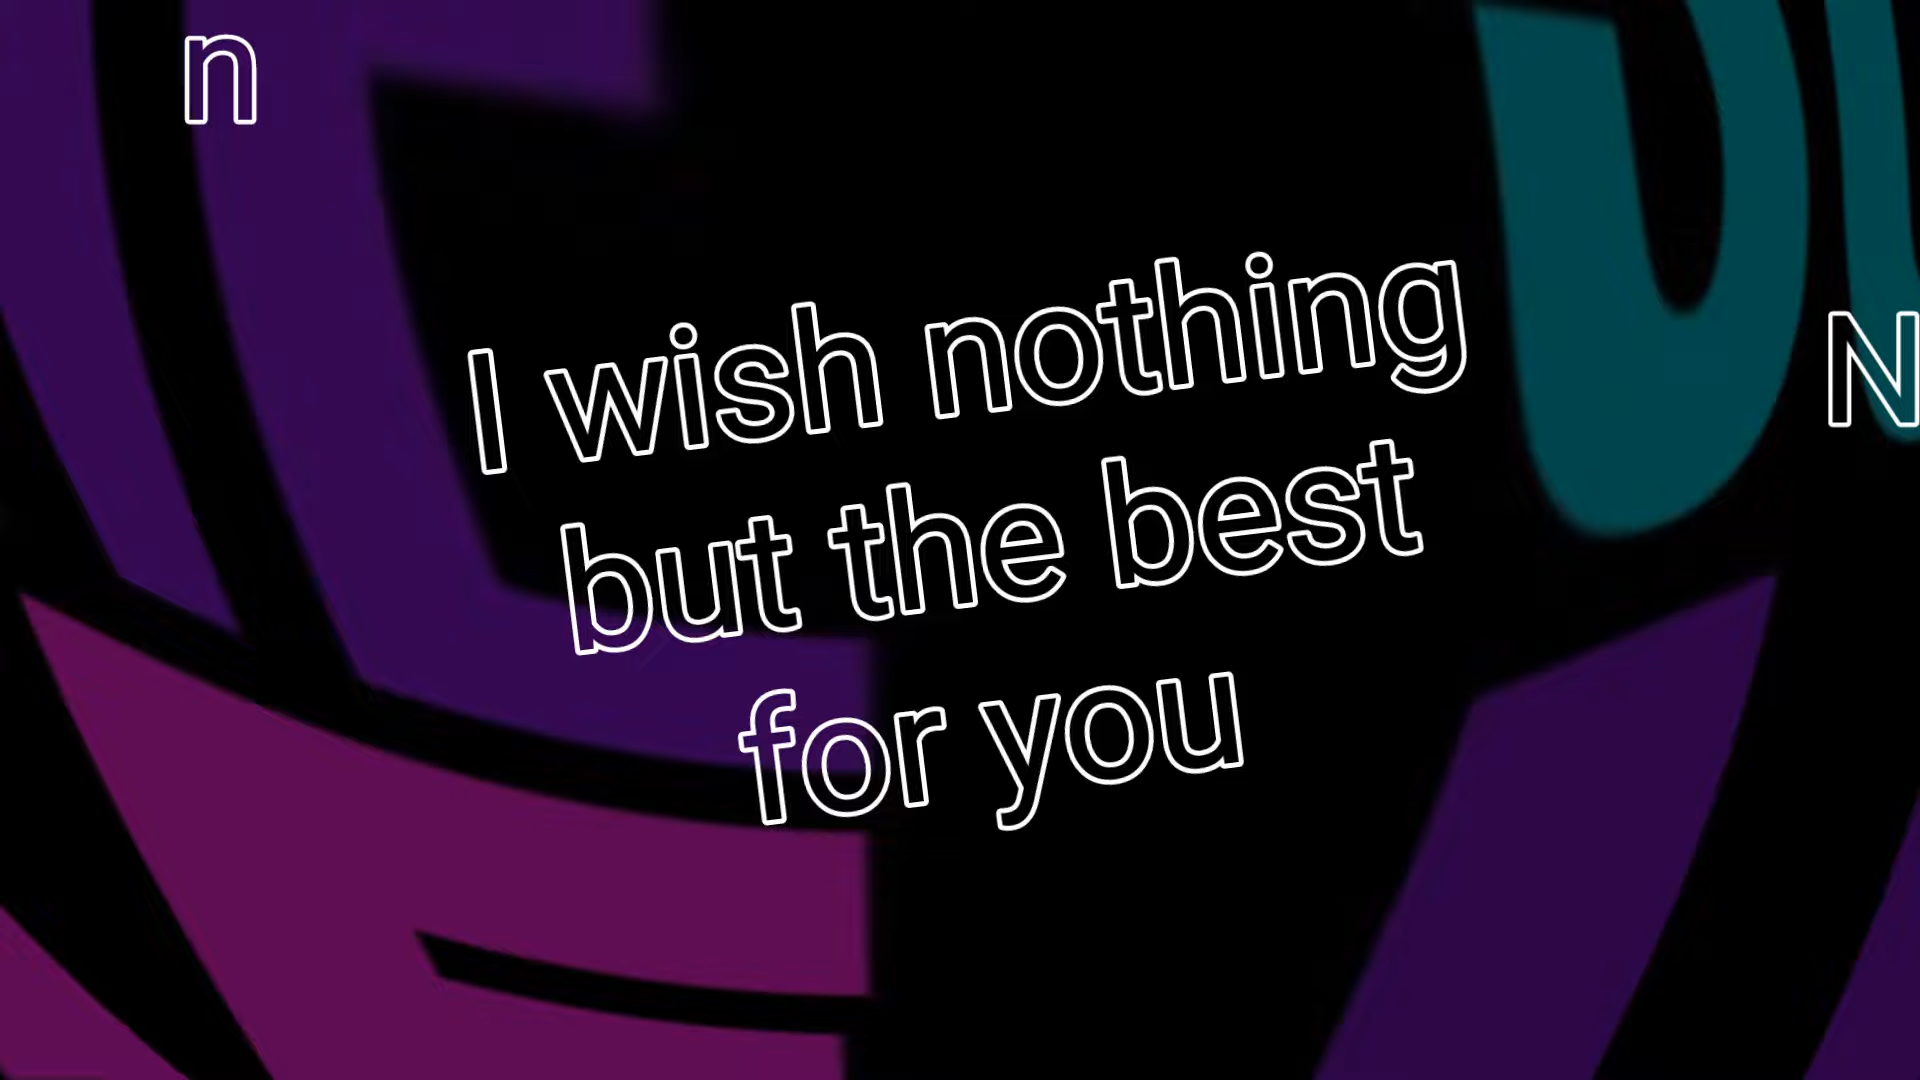 n
I wish nothing
but the best
for you
N